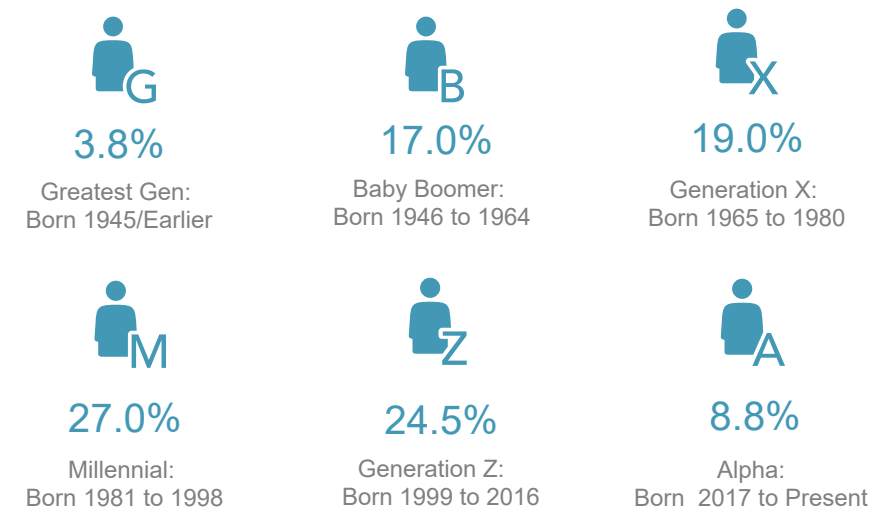 G
B
X
3.8%
17.0%
19.0%
Greatest Gen:
Born 1945/Earlier
Baby Boomer:
Born 1946 to 1964
Generation X:
Born 1965 to 1980
M
Z
A
27.0%
24.5%
8.8%
Millennial:
Born 1981 to 1998
Generation Z:
Born 1999 to 2016
Alpha:
Born  2017 to Present